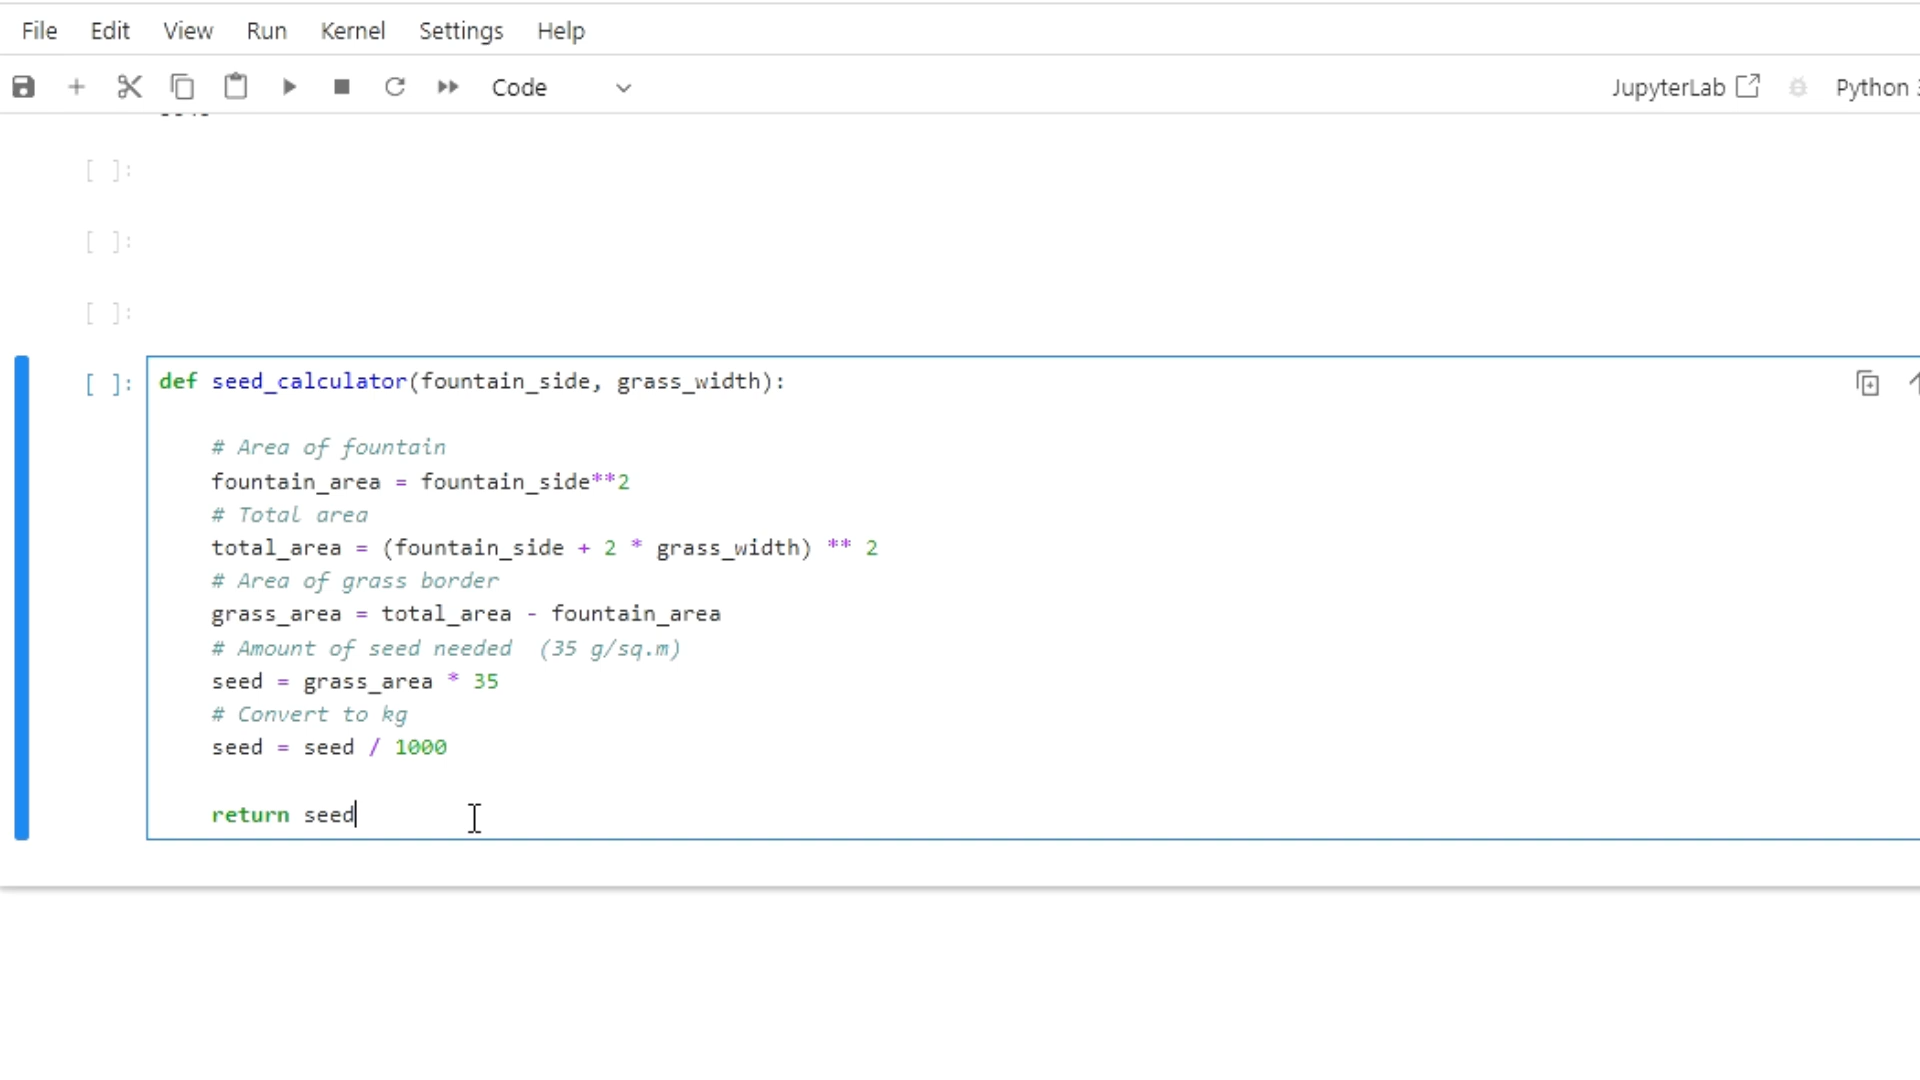 File Edit View Run Kernel Settings Help
Code JupyterLab Python
[ ]:
[ ]:
[ ]:
[ ]: def seed_calculator(fountain_side, grass_width):
# Area of fountain
fountain_area = fountain_side**2
# Total area
total_area = (fountain_side + 2 * grass_width) ** 2
# Area of grass border
grass_area = total_area - fountain_area
# Amount of seed needed  (35 g/sq.m)
seed = grass_area * 35
# Convert to kg
seed = seed / 1000
return seed